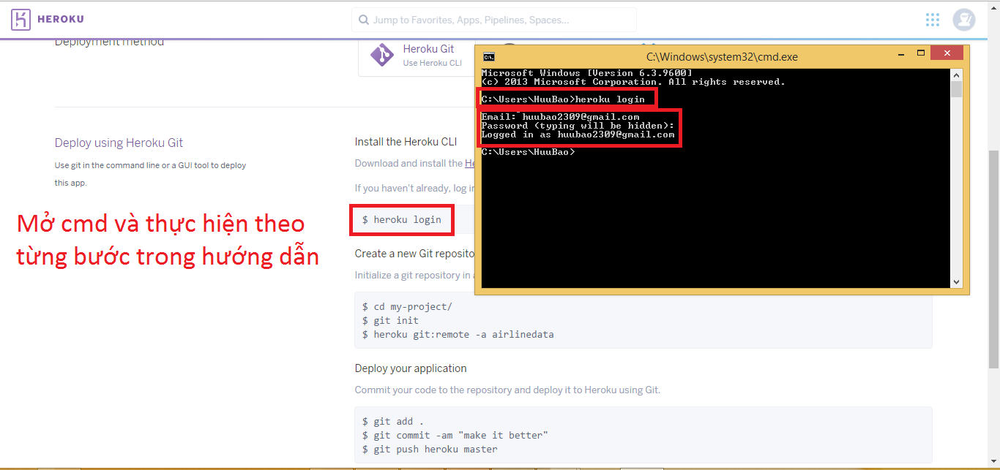 HEROKU
Jump to Favorites, Apps, Pipelines, Spaces...
Deployment method
Heroku Git
Use Heroku CLI
C:\Windows\system32\cmd.exe
Microsoft Windows [Version 6.3.9600]
(c) 2013 Microsoft Corporation. All rights reserved.
C:\Users\HuuBao>heroku login
Email: huubao2309@gmail.com
Password (typing will be hidden):
Logged in as huubao2309@gmail.com
C:\Users\HuuBao>
Deploy using Heroku Git
Use git in the command line or a GUI tool to deploy
this app.
Mở cmd và thực hiện theo
từng bước trong hướng dẫn
Install the Heroku CLI
Download and install the He
If you haven't already, log in
$ heroku login
Create a new Git reposito
Initialize a git repository in a
$ cd my-project/
$ git init
$ heroku git:remote -a airlinedata
Deploy your application
Commit your code to the repository and deploy it to Heroku using Git.
$ git add .
$ git commit -am "make it better"
$ git push heroku master